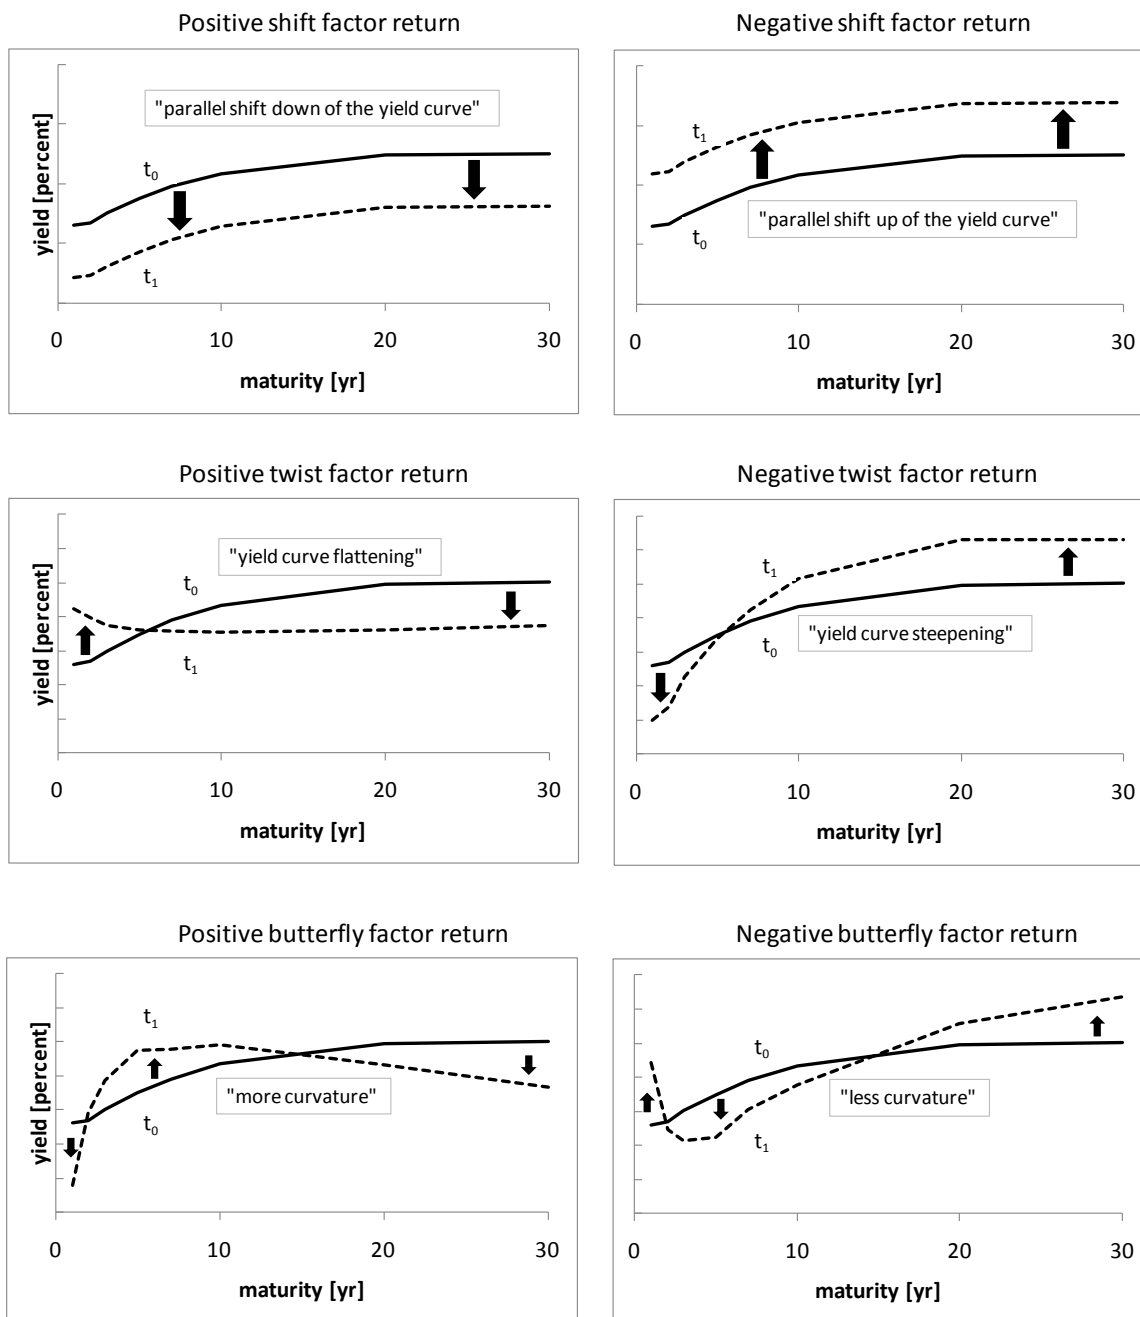 Positive shift factor return
Negative shift factor return
"parallel shift down of the yield curve"
t0
t1
yield [percent]
0 10 20 30
maturity [yr]
t1
"parallel shift up of the yield curve"
t0
0 10 20 30
maturity [yr]
Positive twist factor return
Negative twist factor return
"yield curve flattening"
t0
t1
yield [percent]
0 10 20 30
maturity [yr]
t1
"yield curve steepening"
t0
0 10 20 30
maturity [yr]
Positive butterfly factor return
Negative butterfly factor return
t1
"more curvature"
t0
yield [percent]
0 10 20 30
maturity [yr]
t0
"less curvature"
t1
0 10 20 30
maturity [yr]